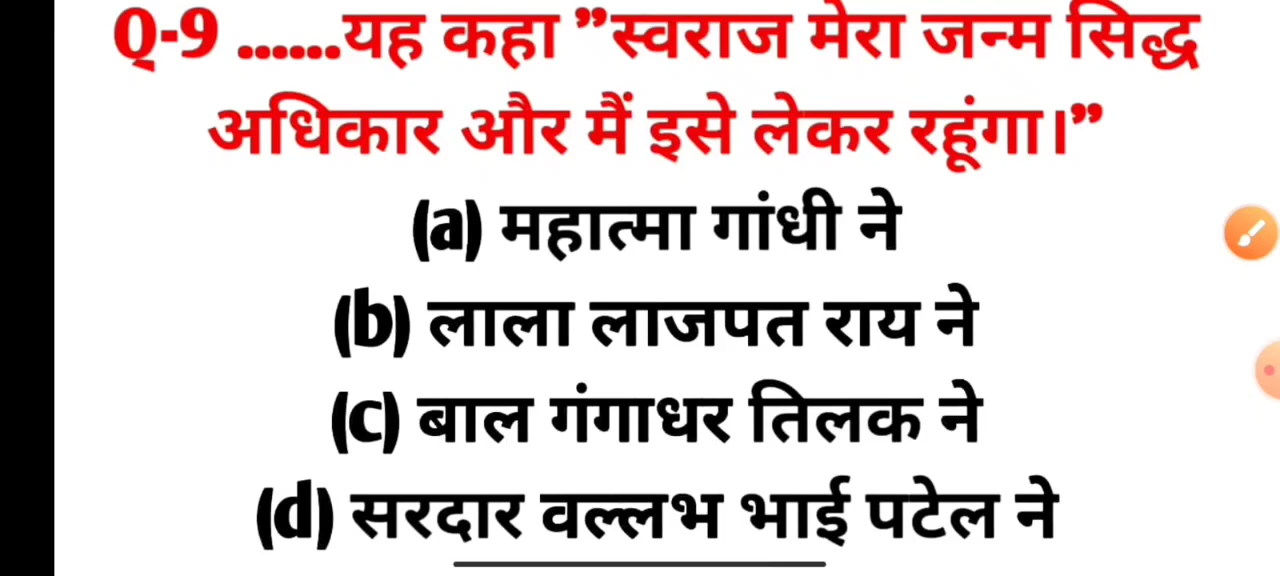 Q-9 ......यह कहा ”स्वराज मेरा जन्म सिद्ध
अधिकार और मैं इसे लेकर रहूंगा।”
(a) महात्मा गांधी ने
(b) लाला लाजपत राय ने
(c) बाल गंगाधर तिलक ने
(d) सरदार वल्लभ भाई पटेल ने